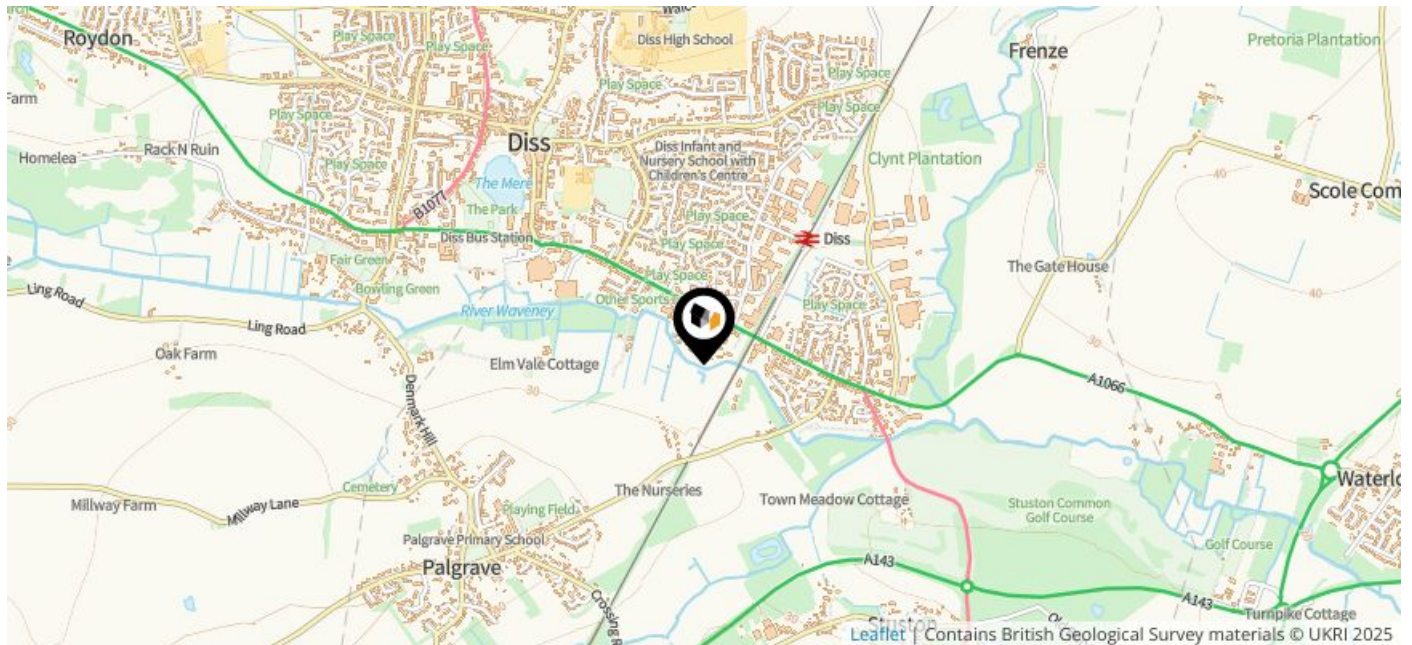 Roydon
Play Space
Play Space
Diss High School
Frenze
Pretoria Plantation
Farm
Play Space
Play Space
Play Space
Play Space
Homelea
Rack N Ruin
Diss
Diss Infant and
Nursery School with
Children's Centre
Clynt Plantation
Play Space
The Mere
Scole Com
B1077
The Park
Play Space
Diss Bus Station
Play Space
Diss
Fair Green
Play Space
The Gate House
40
40
30
Ling Road
Bowling Green
Other Sports
Play Space
River Waveney
Ling Road
Oak Farm
Elm Vale Cottage
30
30
Denmark Hill
A1066
Cemetery
The Nurseries
Millway Farm
Millway Lane
Playing Field
Town Meadow Cottage
Stuston Common
Golf Course
Waterlo
Palgrave Primary School
Golf Course
Palgrave
A143
Crossing R
A143
Turnpike Cottage
Stuston
Leaflet | Contains British Geological Survey materials © UKRI 2025